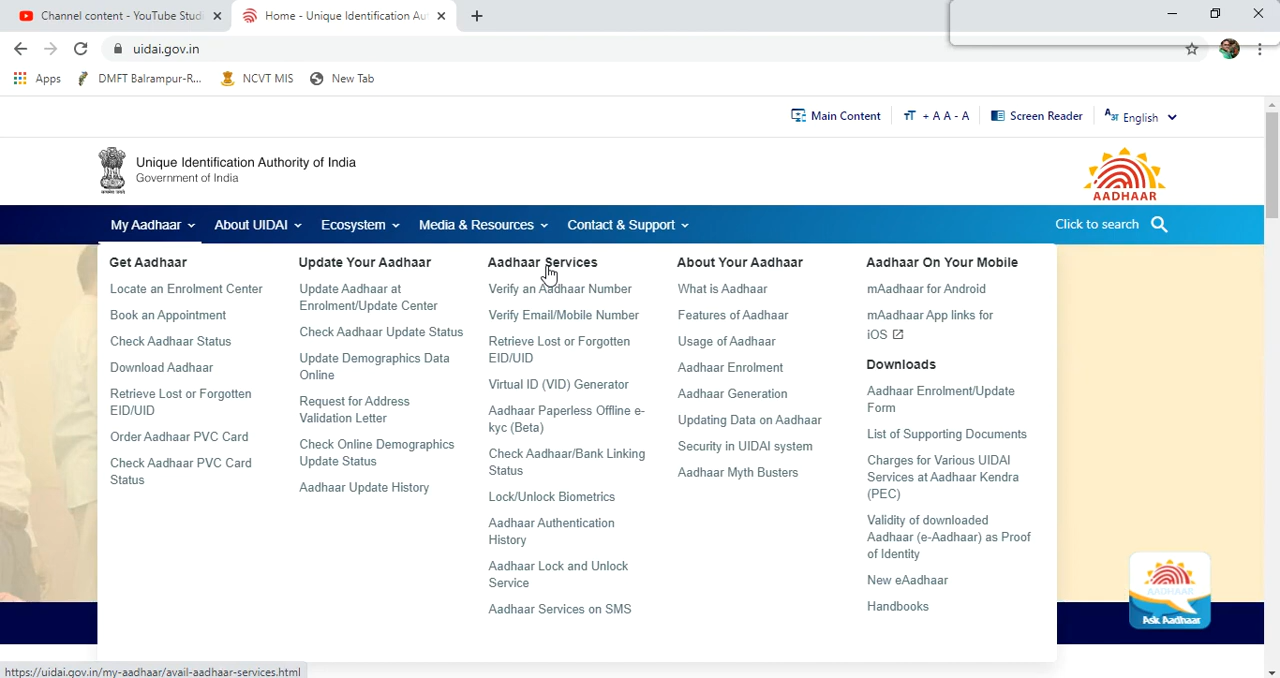 Channel content - YouTube Studi
Home - Unique Identification Aut
uidai.gov.in
Apps
DMFT Balrampur-R...
NCVT MIS
New Tab
Main Content
+ A A - A
Screen Reader
English
Unique Identification Authority of India
Government of India
AADHAAR
My Aadhaar
About UIDAI
Ecosystem
Media & Resources
Contact & Support
Click to search
Get Aadhaar
Locate an Enrolment Center
Book an Appointment
Check Aadhaar Status
Download Aadhaar
Retrieve Lost or Forgotten
EID/UID
Order Aadhaar PVC Card
Check Aadhaar PVC Card
Status
Update Your Aadhaar
Update Aadhaar at
Enrolment/Update Center
Check Aadhaar Update Status
Update Demographics Data
Online
Request for Address
Validation Letter
Check Online Demographics
Update Status
Aadhaar Update History
Aadhaar Services
Verify an Aadhaar Number
Verify Email/Mobile Number
Retrieve Lost or Forgotten
EID/UID
Virtual ID (VID) Generator
Aadhaar Paperless Offline e-
kyc (Beta)
Check Aadhaar/Bank Linking
Status
Lock/Unlock Biometrics
Aadhaar Authentication
History
Aadhaar Lock and Unlock
Service
Aadhaar Services on SMS
About Your Aadhaar
What is Aadhaar
Features of Aadhaar
Usage of Aadhaar
Aadhaar Enrolment
Aadhaar Generation
Updating Data on Aadhaar
Security in UIDAI system
Aadhaar Myth Busters
Aadhaar On Your Mobile
mAadhaar for Android
mAadhaar App links for
iOS
Downloads
Aadhaar Enrolment/Update
Form
List of Supporting Documents
Charges for Various UIDAI
Services at Aadhaar Kendra
(PEC)
Validity of downloaded
Aadhaar (e-Aadhaar) as Proof
of Identity
New eAadhaar
Handbooks
AADHAAR
Ask Aadhaar
https://uidai.gov.in/my-aadhaar/avail-aadhaar-services.html